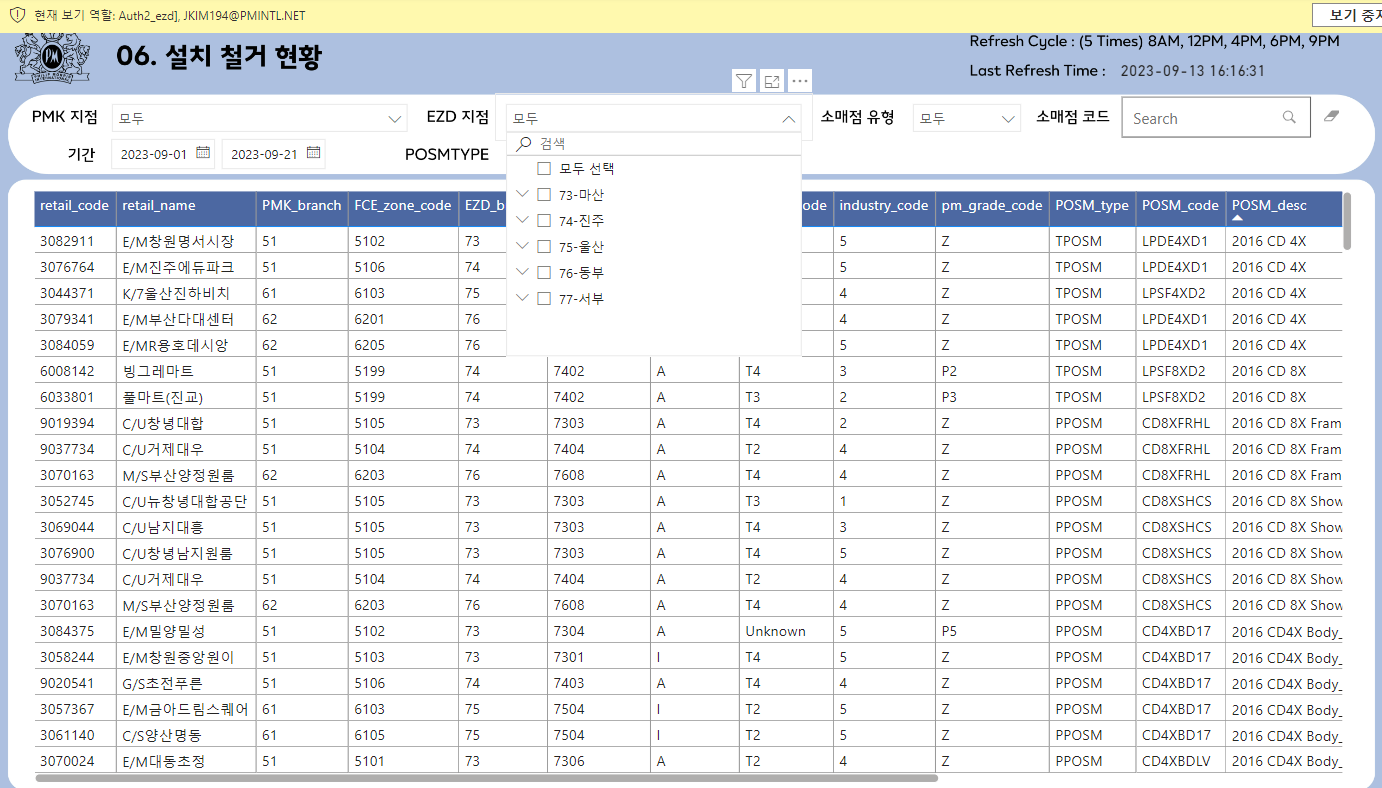 현재 보기 역할: Auth2_ezd], JKIM194@PMINTL.NET
보기 중지
06. 설치 철거 현황
Refresh Cycle : (5 Times) 8AM, 12PM, 4PM, 6PM, 9PM
Last Refresh Time : 2023-09-13 16:16:31
PMK 지점 모두 EZD 지점 모두 소매점 유형 모두 소매점 코드 Search
기간 2023-09-01 2023-09-21 POSMTYPE
검색
모두 선택
73-마산
74-진주
75-울산
76-동부
77-서부
retail_code retail_name PMK_branch FCE_zone_code EZD_b ode industry_code pm_grade_code POSM_type POSM_code POSM_desc
3082911 E/M창원명서시장 51 5102 73 5 Z TPOSM LPDE4XD1 2016 CD 4X
3076764 E/M진주에듀파크 51 5106 74 5 Z TPOSM LPDE4XD1 2016 CD 4X
3044371 K/7울산진하비치 61 6103 75 4 Z TPOSM LPSF4XD2 2016 CD 4X
3079341 E/M부산다대센터 62 6201 76 4 Z TPOSM LPDE4XD1 2016 CD 4X
3084059 E/MR용호데시앙 62 6205 76 5 Z TPOSM LPDE4XD1 2016 CD 4X
6008142 빙그레마트 51 5199 74 7402 A T4 3 P2 TPOSM LPSF8XD2 2016 CD 8X
6033801 풀마트(진교) 51 5199 74 7402 A T3 2 P3 TPOSM LPSF8XD2 2016 CD 8X
9019394 C/U창녕대합 51 5105 73 7303 A T4 2 Z PPOSM CD8XFRHL 2016 CD 8X Fram
9037734 C/U거제대우 51 5104 74 7404 A T2 4 Z PPOSM CD8XFRHL 2016 CD 8X Fram
3070163 M/S부산양정원룸 62 6203 76 7608 A T4 4 Z PPOSM CD8XFRHL 2016 CD 8X Fram
3052745 C/U뉴창녕대합공단 51 5105 73 7303 A T3 1 Z PPOSM CD8XSHCS 2016 CD 8X Show
3069044 C/U남지대흥 51 5105 73 7303 A T4 3 Z PPOSM CD8XSHCS 2016 CD 8X Show
3076900 C/U창녕남지원룸 51 5105 73 7303 A T4 5 Z PPOSM CD8XSHCS 2016 CD 8X Show
9037734 C/U거제대우 51 5104 74 7404 A T2 4 Z PPOSM CD8XSHCS 2016 CD 8X Show
3070163 M/S부산양정원룸 62 6203 76 7608 A T4 4 Z PPOSM CD8XSHCS 2016 CD 8X Show
3084375 E/M밀양밀성 51 5102 73 7304 A Unknown 5 P5 PPOSM CD4XBD17 2016 CD4X Body_
3058244 E/M창원중앙원이 51 5103 73 7301 I T4 5 Z PPOSM CD4XBD17 2016 CD4X Body_
9020541 G/S초전푸른 51 5106 74 7403 A T4 4 Z PPOSM CD4XBD17 2016 CD4X Body_
3057367 E/M금아드림스퀘어 61 6103 75 7504 I T2 5 Z PPOSM CD4XBD17 2016 CD4X Body_
3061140 C/S양산명동 61 6105 75 7504 I T2 5 Z PPOSM CD4XBD17 2016 CD4X Body_
3070024 E/M대동초정 51 5101 73 7306 A T2 4 Z PPOSM CD4XBDLV 2016 CD4X Body_